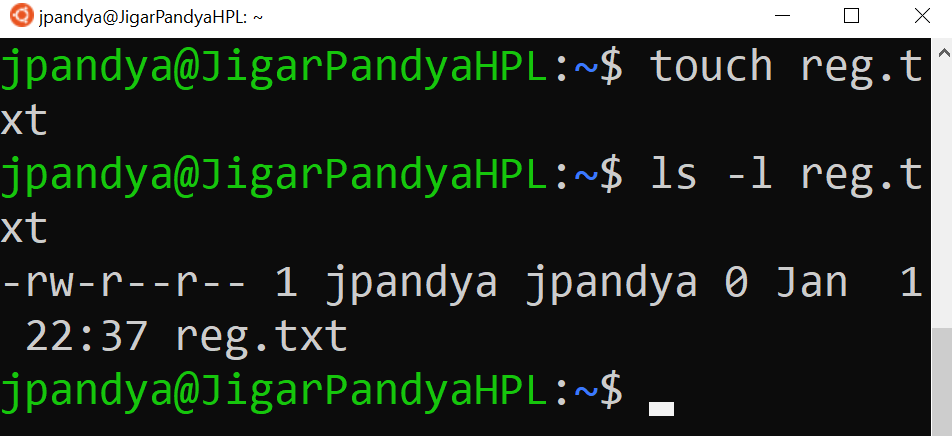 jpandya@JigarPandyaHPL: ~
jpandya@JigarPandyaHPL:~$ touch reg.t
xt
jpandya@JigarPandyaHPL:~$ ls -l reg.t
xt
-rw-r--r-- 1 jpandya jpandya 0 Jan  1
 22:37 reg.txt
jpandya@JigarPandyaHPL:~$